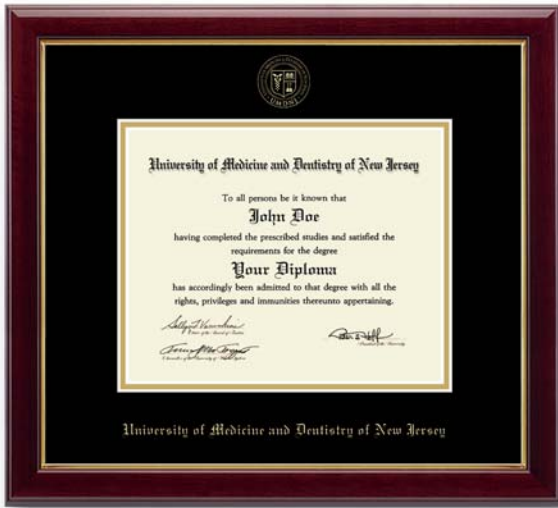 UMDNJ
University of Medicine and Dentistry of New Jersey
To all persons be it known that
John Doe
having completed the prescribed studies and satisfied the
requirements for the degree
Your Diploma
has accordingly been admitted to that degree with all the
rights, privileges and immunities thereunto appertaining.
University of Medicine and Dentistry of New Jersey